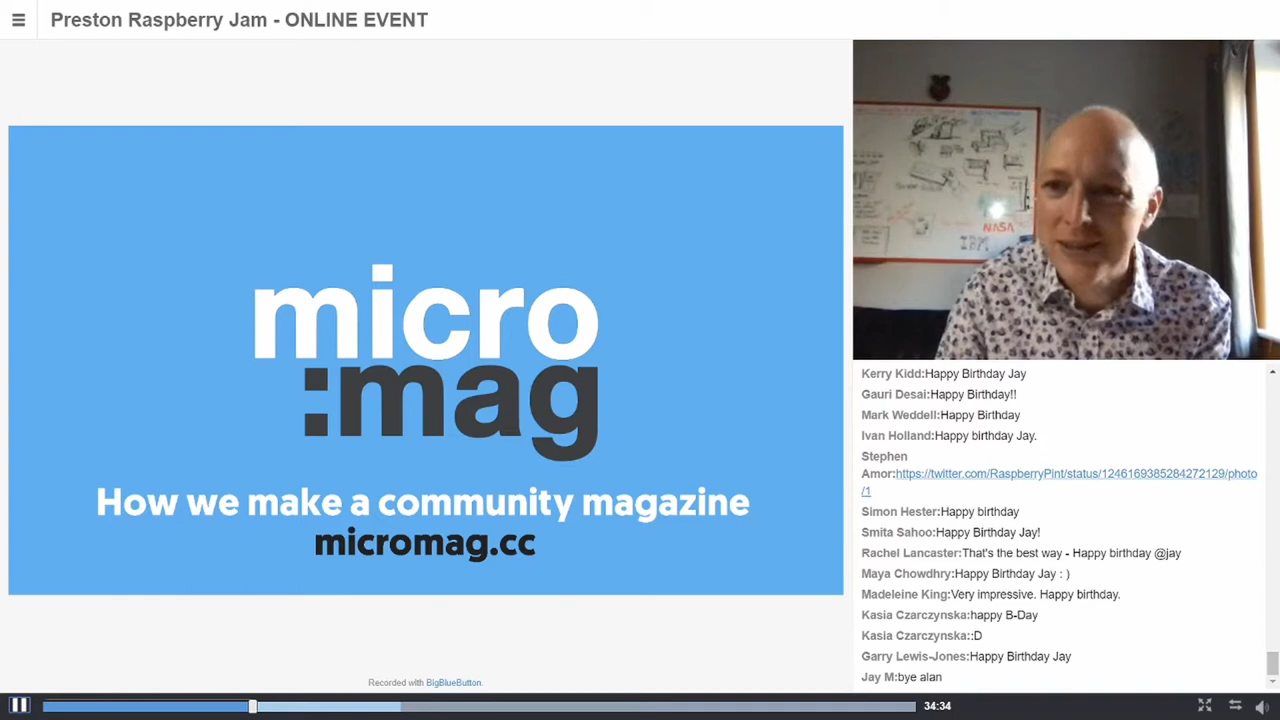 Preston Raspberry Jam - ONLINE EVENT
micro
:mag
How we make a community magazine
micromag.cc
Recorded with BigBlueButton.
NASA
IBM
Kerry Kidd:Happy Birthday Jay
Gauri Desai:Happy Birthday!!
Mark Weddell:Happy Birthday
Ivan Holland:Happy birthday Jay.
Stephen
Amor:https://twitter.com/RaspberryPint/status/1246169385284272129/photo
/1
Simon Hester:Happy birthday
Smita Sahoo:Happy Birthday Jay!
Rachel Lancaster:That's the best way - Happy birthday @jay
Maya Chowdhry:Happy Birthday Jay : )
Madeleine King:Very impressive. Happy birthday.
Kasia Czarczynska:happy B-Day
Kasia Czarczynska::D
Garry Lewis-Jones:Happy Birthday Jay
Jay M:bye alan
34:34